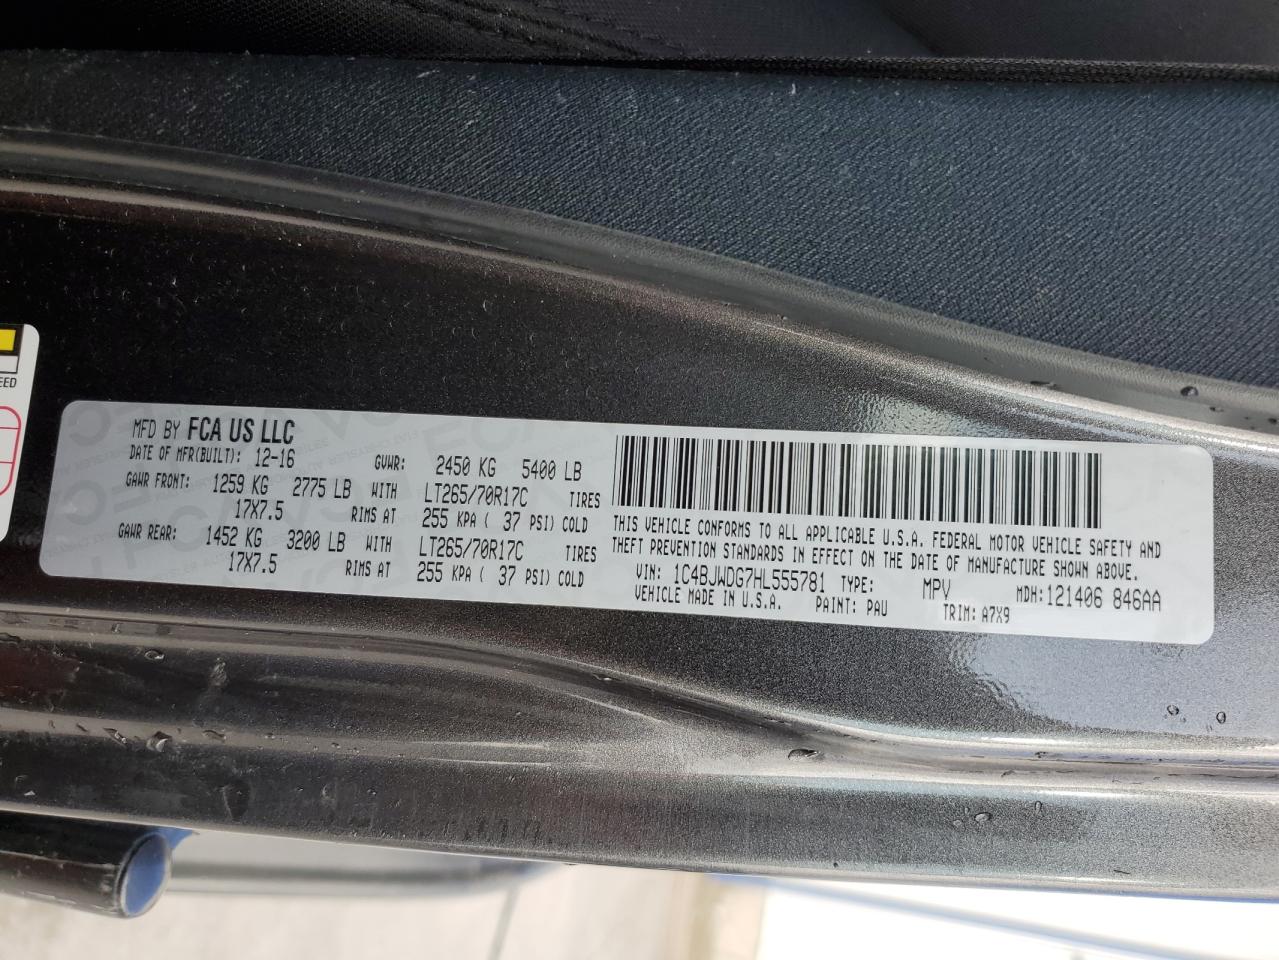 EED
MFD BY FCA US LLC
DATE OF MFR(BUILT): 12-16 GVWR: 2450 KG 5400 LB
GAWR FRONT: 1259 KG 2775 LB WITH LT265/70R17C TIRES
17X7.5 RIMS AT 255 KPA ( 37 PSI) COLD
GAWR REAR: 1452 KG 3200 LB WITH LT265/70R17C TIRES
17X7.5 RIMS AT 255 KPA ( 37 PSI) COLD
THIS VEHICLE CONFORMS TO ALL APPLICABLE U.S.A. FEDERAL MOTOR VEHICLE SAFETY AND
THEFT PREVENTION STANDARDS IN EFFECT ON THE DATE OF MANUFACTURE SHOWN ABOVE.
VIN: 1C4BJWDG7HL555781 TYPE: MPV MDH:121406 846AA
VEHICLE MADE IN U.S.A. PAINT: PAU TRIM: A7X9